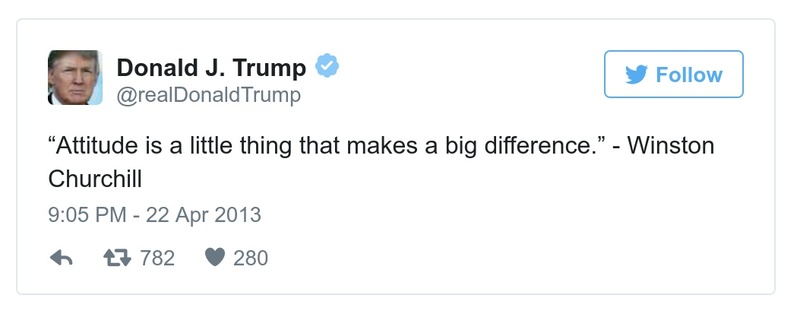 Donald J. Trump
@realDonaldTrump
Follow
“Attitude is a little thing that makes a big difference.” - Winston
Churchill
9:05 PM - 22 Apr 2013
782 280